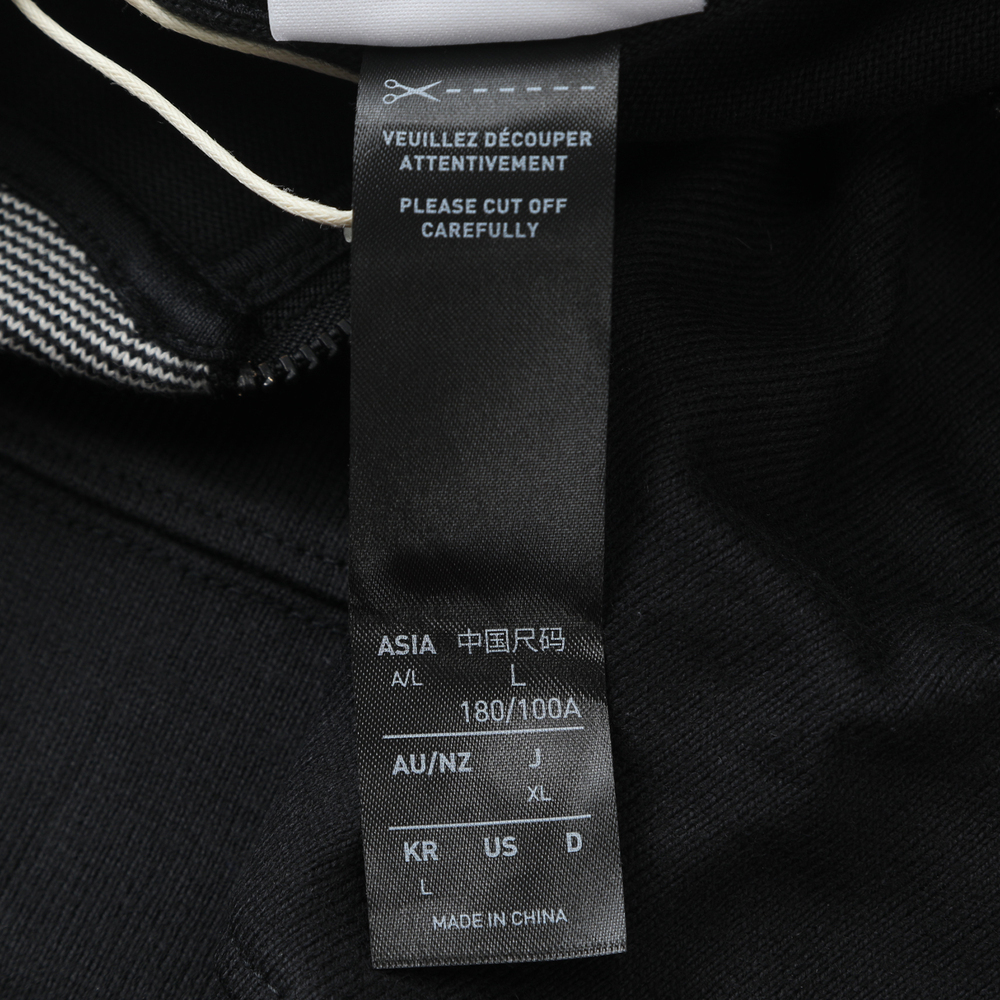 VEUILLEZ DÉCOUPER
ATTENTIVEMENT
PLEASE CUT OFF
CAREFULLY
ASIA 中国尺码
A/L L
180/100A
AU/NZ J
XL
KR US D
L
MADE IN CHINA